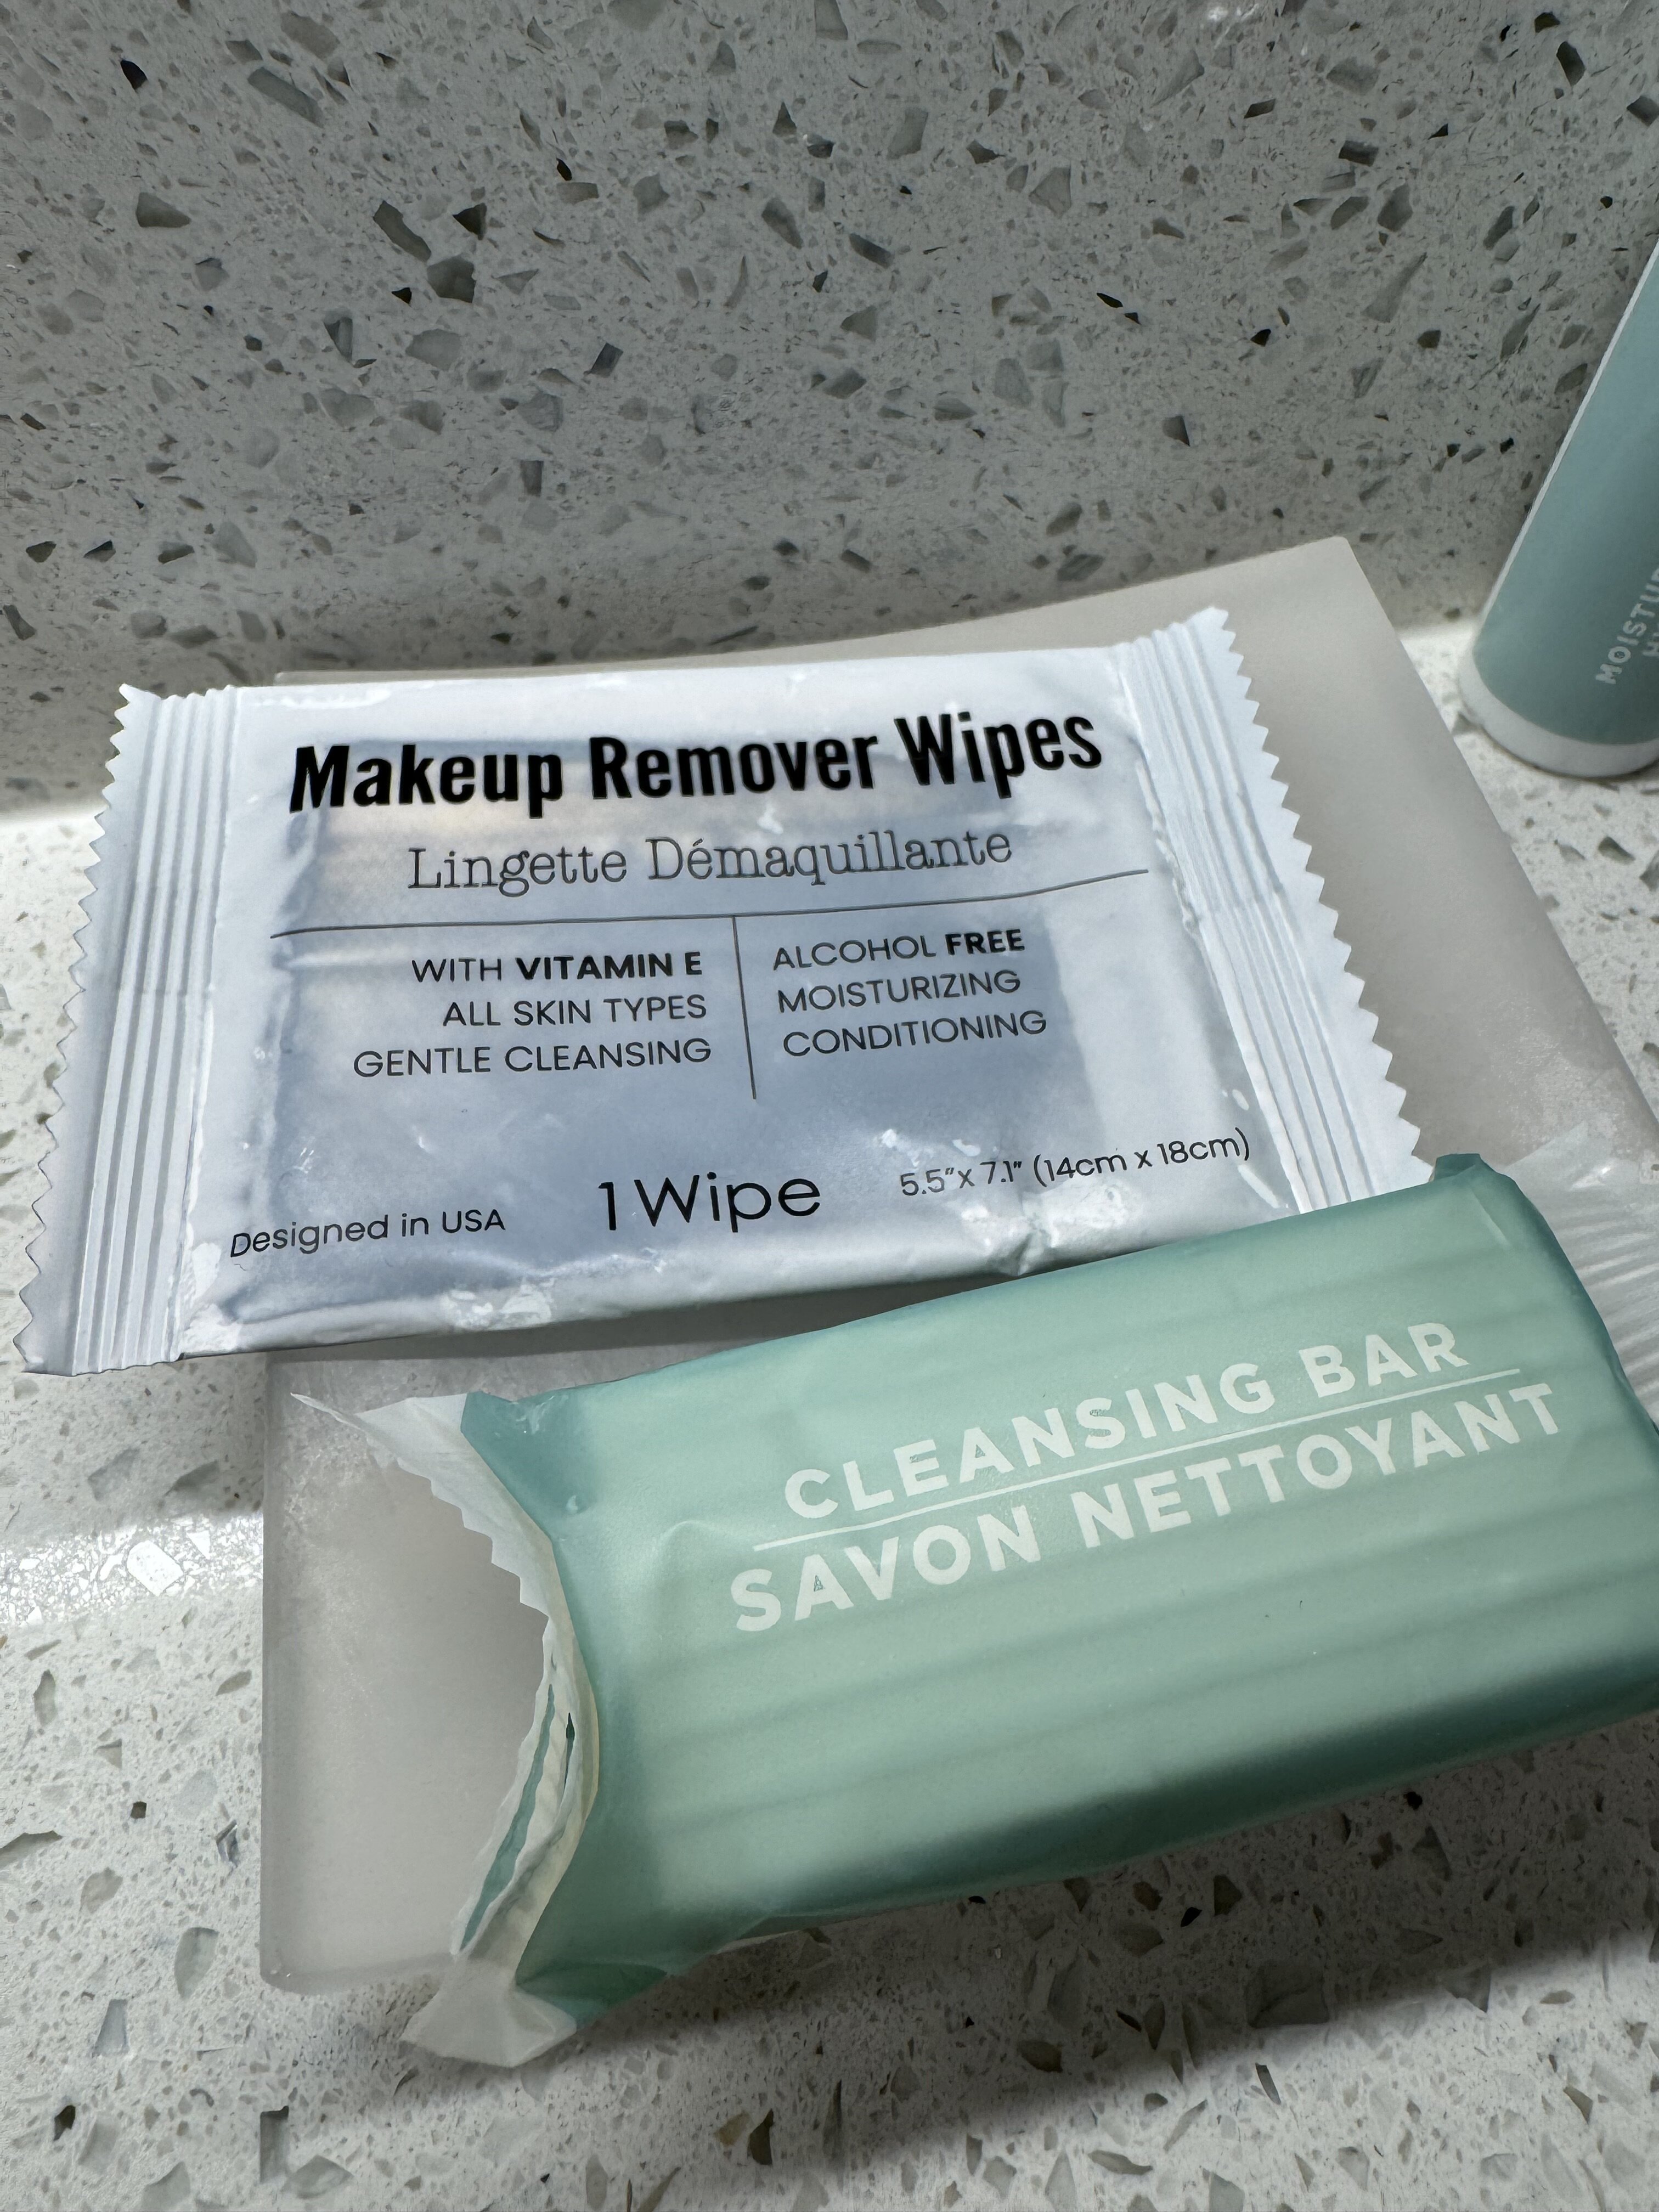 Makeup Remover Wipes
Lingette Démaquillante
WITH VITAMIN E
ALL SKIN TYPES
GENTLE CLEANSING
ALCOHOL FREE
MOISTURIZING
CONDITIONING
Designed in USA
1 Wipe
5.5"x 7.1" (14cm x 18cm)
CLEANSING BAR
SAVON NETTOYANT